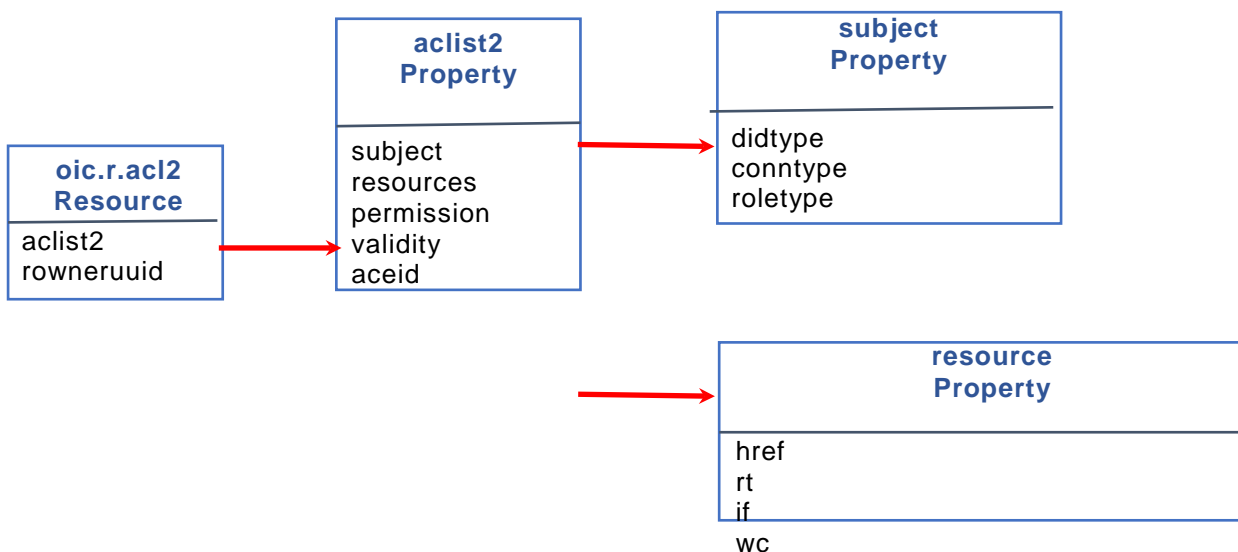 oic.r.acl2
Resource
aclist2
rowneruuid
aclist2
Property
subject
resources
permission
validity
aceid
subject
Property
didtype
conntype
roletype
resource
Property
href
rt
if
wc